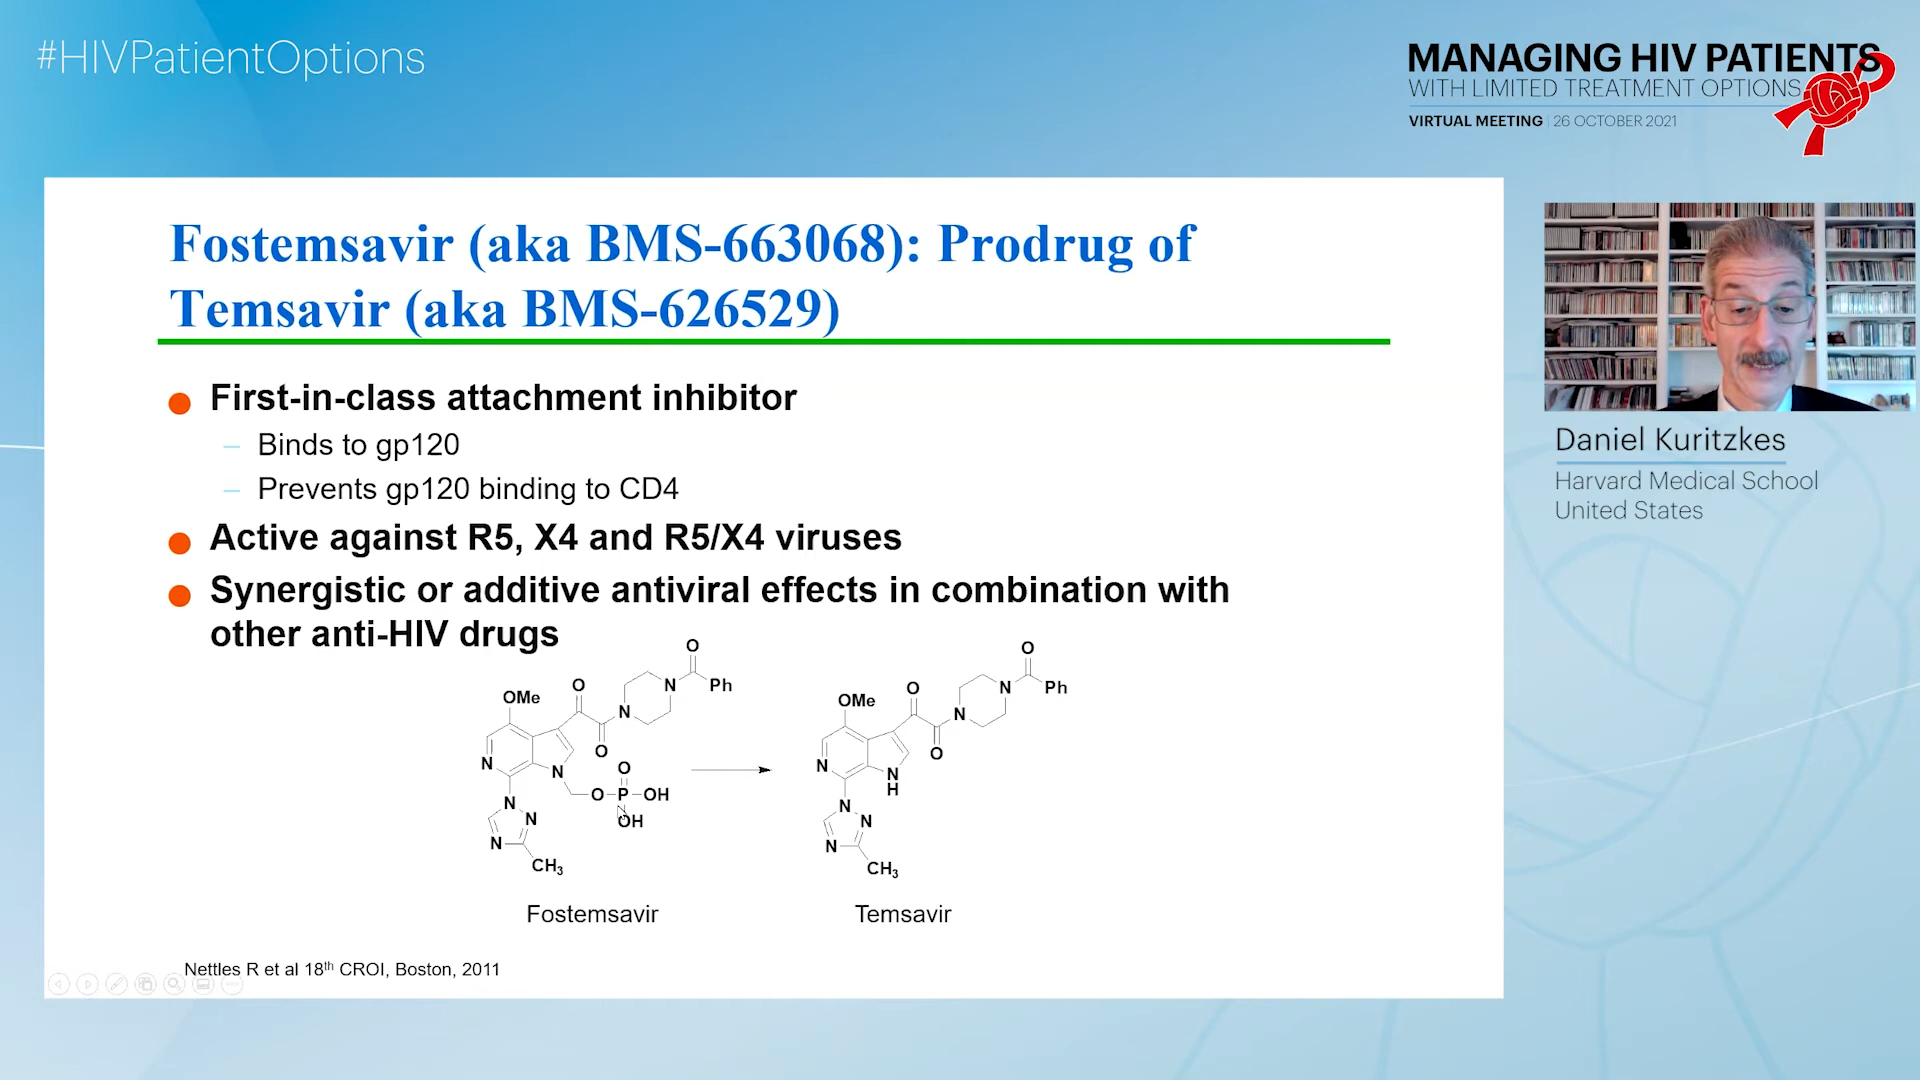 #HIVPatientOptions
MANAGING HIV PATIENTS
WITH LIMITED TREATMENT OPTIONS
VIRTUAL MEETING | 26 OCTOBER 2021
Fostemsavir (aka BMS-663068): Prodrug of
Temsavir (aka BMS-626529)
First-in-class attachment inhibitor
– Binds to gp120
– Prevents gp120 binding to CD4
Active against R5, X4 and R5/X4 viruses
Synergistic or additive antiviral effects in combination with
other anti-HIV drugs
O
OMe
O
N
Ph
N
O
N
N
O
O
P
OH
OH
N
N
N
CH3
Fostemsavir
O
OMe
O
N
Ph
N
O
N
N
H
N
N
N
CH3
Temsavir
Nettles R et al 18th CROI, Boston, 2011
Daniel Kuritzkes
Harvard Medical School
United States